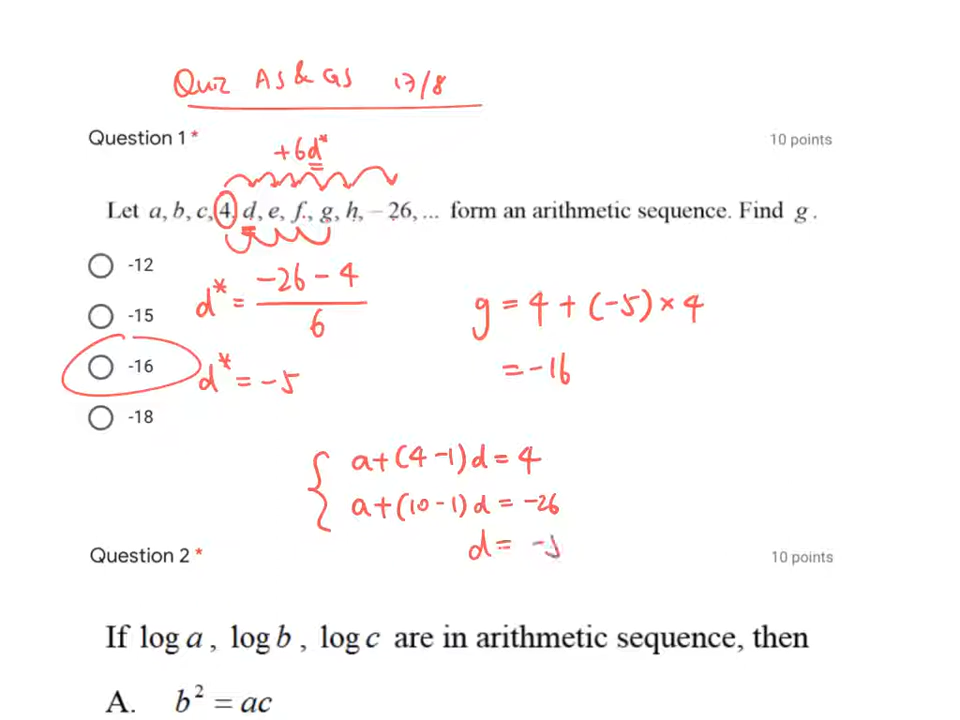 Quiz AS & GS 17/8
Question 1 *
10 points
+6d*
Let a, b, c, 4, d, e, f, g, h, −26, ... form an arithmetic sequence. Find g.
-12
-15
-16
-18
d* = (-26 - 4)/6
d* = -5
g = 4 + (-5) × 4
= -16
a+(4-1)d = 4
a+(10-1)d = -26
d = -5
Question 2 *
10 points
If log a, log b, log c are in arithmetic sequence, then
A. b² = ac